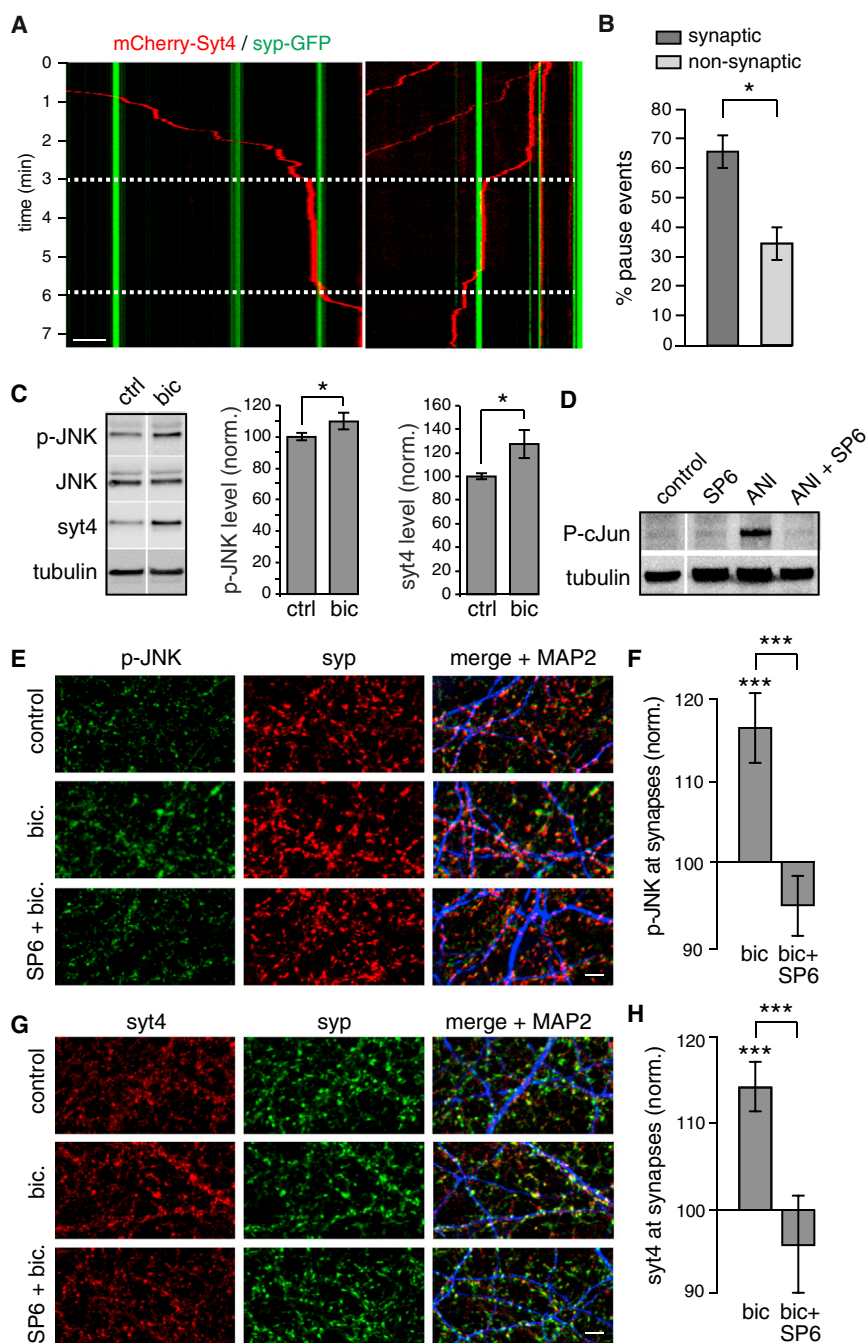 A
mCherry-Syt4 / syp-GFP
time (min)
0
1
2
3
4
5
6
7
B
synaptic
non-synaptic
*
% pause events
80
70
60
50
40
30
20
10
0
C
ctrl bic
p-JNK
JNK
syt4
tubulin
p-JNK level (norm.)
120
100
80
60
40
20
0
*
ctrl bic
syt4 level (norm.)
160
140
120
100
80
60
40
20
0
*
ctrl bic
D
control SP6 ANI ANI + SP6
P-cJun
tubulin
E
p-JNK syp merge + MAP2
control
bic.
SP6 + bic.
F
p-JNK at synapses (norm.)
120
115
100
90
***
***
bic bic+
SP6
G
syt4 syp merge + MAP2
control
bic.
SP6 + bic.
H
syt4 at synapses (norm.)
120
115
100
90
***
***
bic bic+
SP6